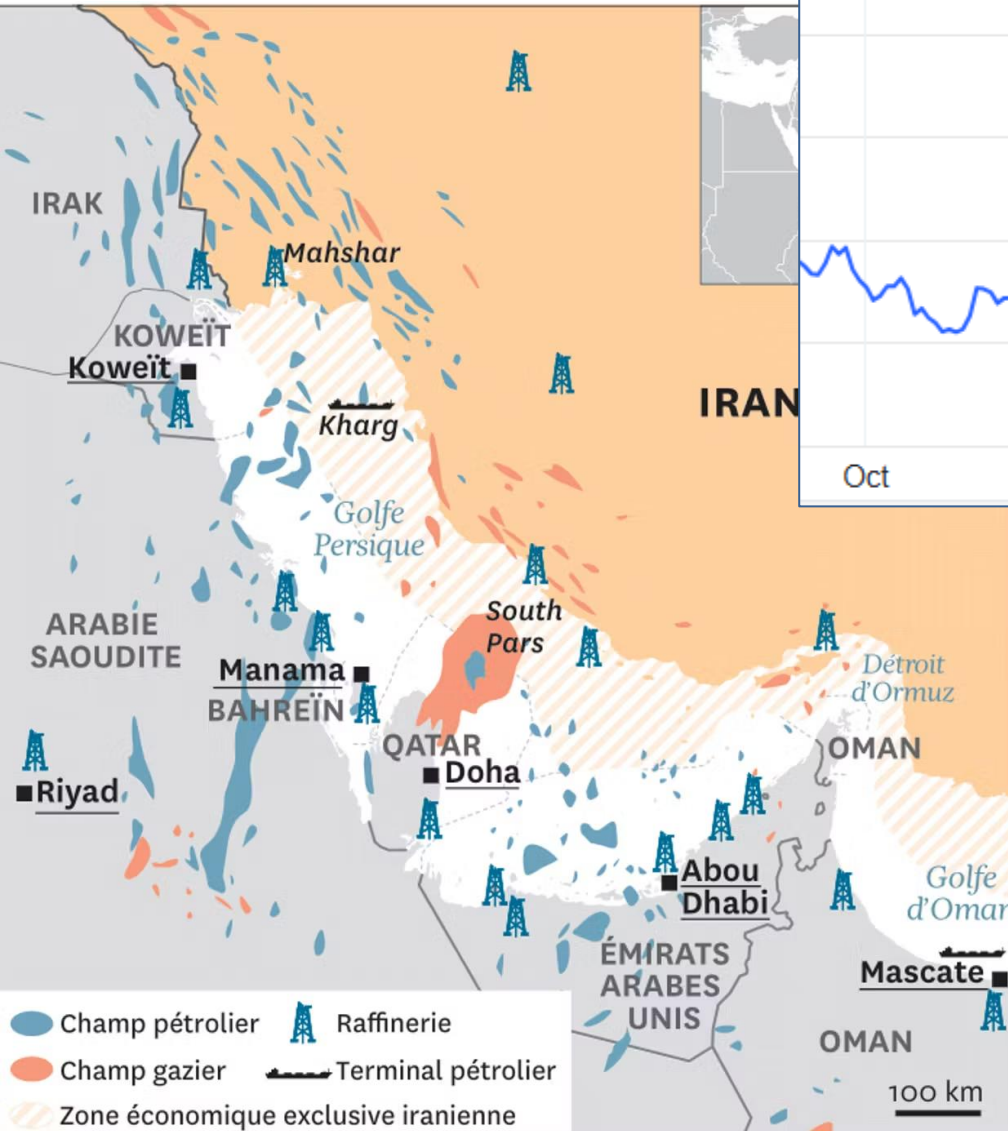 IRAK
Mahshar
KOWEÏT
Koweït
IRAN
Kharg
Oct
Golfe
Persique
South
Pars
ARABIE
SAOUDITE
Détroit
d'Ormuz
Manama
BAHREÏN
QATAR
OMAN
Doha
Riyad
Abou
Dhabi
Golfe
d'Oman
ÉMIRATS
ARABES
UNIS
Mascate
OMAN
Champ pétrolier
Raffinerie
Champ gazier
Terminal pétrolier
Zone économique exclusive iranienne
100 km